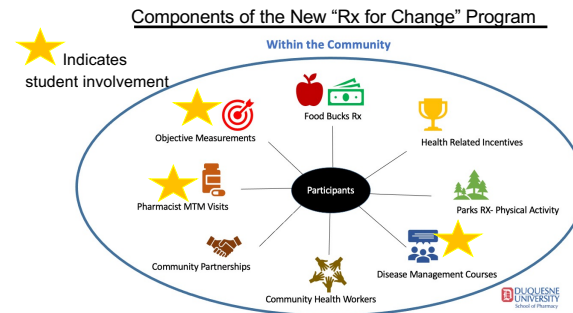 Components of the New “Rx for Change” Program
Indicates
student involvement
Within the Community
Food Bucks Rx
Objective Measurements
Health Related Incentives
Pharmacist MTM Visits
Participants
Parks RX- Physical Activity
Community Partnerships
Disease Management Courses
Community Health Workers
DUQUESNE
UNIVERSITY
School of Pharmacy